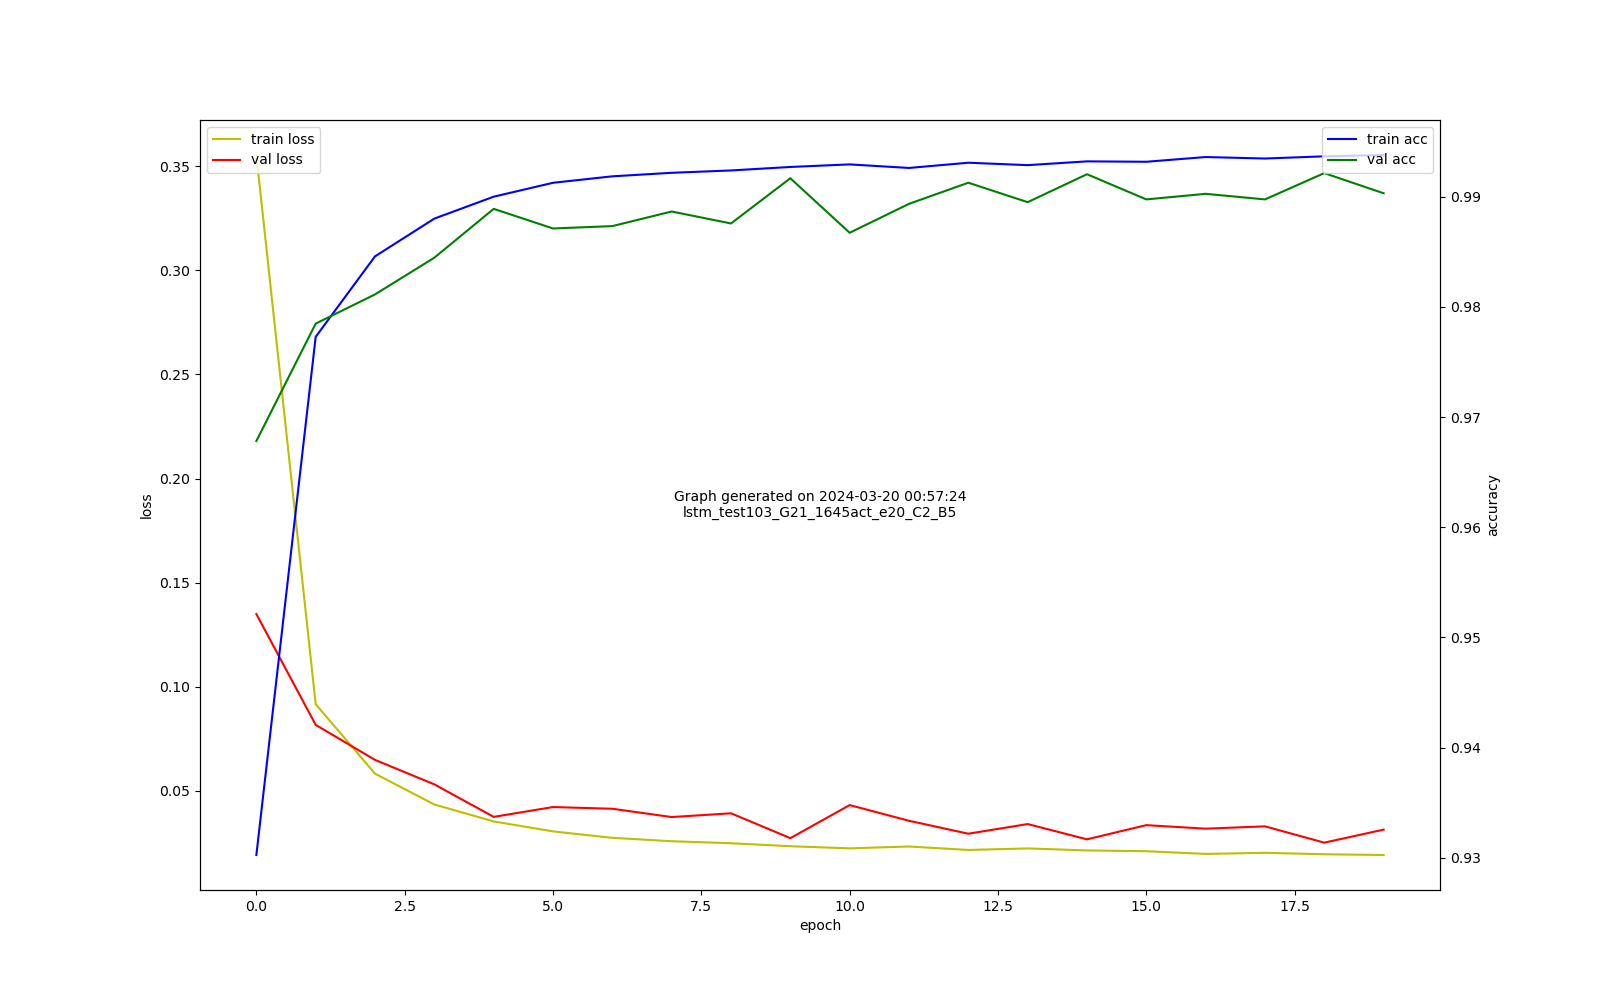 train loss
val loss
train acc
val acc
0.35
0.30
0.25
0.20
0.15
0.10
0.05
loss
Graph generated on 2024-03-20 00:57:24
lstm_test103_G21_1645act_e20_C2_B5
0.99
0.98
0.97
0.96
0.95
0.94
0.93
accuracy
0.0 2.5 5.0 7.5 10.0 12.5 15.0 17.5
epoch